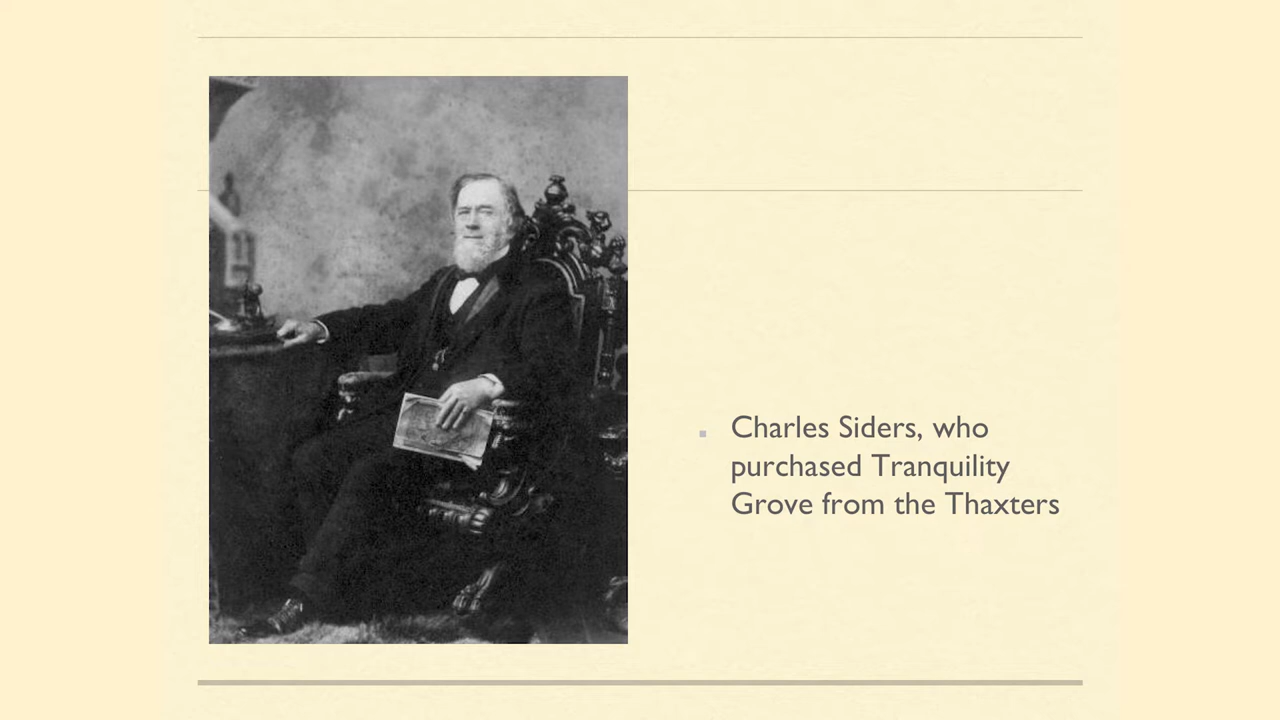 Charles Siders, who
purchased Tranquility
Grove from the Thaxters